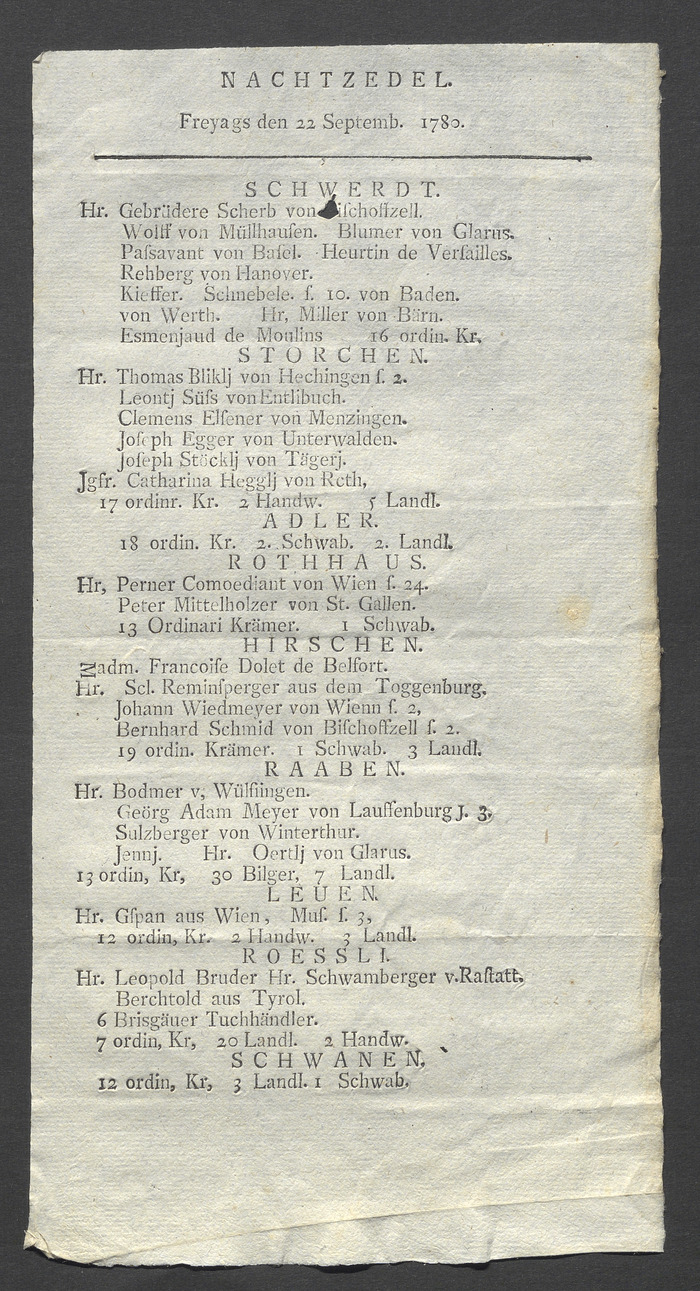 NACHTZEDEL.
Freyags den 22 Septemb. 1780.
SCHWERDT.
Hr. Gebrüdere Scherb von Bischoffzell.
Wolff von Müllhauſen. Blumer von Glarus.
Paſsavant von Baſel. Heurtin de Verſailles.
Rehberg von Hanover.
Kieffer. Schnebele. ſ. 10. von Baden.
von Werth. Hr, Miller von Bärn.
Esmenjaud de Moulins 16 ordin. Kr,
STORCHEN.
Hr. Thomas Bliklj von Hechingen ſ. 2.
Leontj Süſs von Entlibuch.
Clemens Elſener von Menzingen.
Joſeph Egger von Unterwalden.
Joſeph Stöcklj von Tägerj.
Jgfr. Catharina Hegglj von Reth,
17 ordinr. Kr. 2 Handw. 5 Landl.
ADLER.
18 ordin. Kr. 2. Schwab. 2. Landl.
ROTHHAUS.
Hr, Perner Comoediant von Wien ſ. 24.
Peter Mittelholzer von St. Gallen.
13 Ordinari Krämer. 1 Schwab.
HIRSCHEN.
Madm. Francoiſe Dolet de Belfort.
Hr. Scl. Reminſperger aus dem Toggenburg,
Johann Wiedmeyer von Wienn ſ. 2,
Bernhard Schmid von Biſchoffzell ſ. 2.
19 ordin. Krämer. 1 Schwab. 3 Landl.
RAABEN.
Hr. Bodmer v, Wülflingen.
Geörg Adam Meyer von Lauffenburg J. 3.
Sulzberger von Winterthur.
Jennj. Hr. Oertlj von Glarus.
13 ordin, Kr, 30 Bilger, 7 Landl.
LEUEN.
Hr. Gſpan aus Wien, Muſ. ſ. 3,
12 ordin, Kr. 2 Handw. 3 Landl.
ROESSLI.
Hr. Leopold Bruder Hr. Schwamberger v. Raſtatt.
Berchtold aus Tyrol.
6 Brisgäuer Tuchhändler.
7 ordin, Kr, 20 Landl. 2 Handw.
SCHWANEN,
12 ordin, Kr, 3 Landl. 1 Schwab.